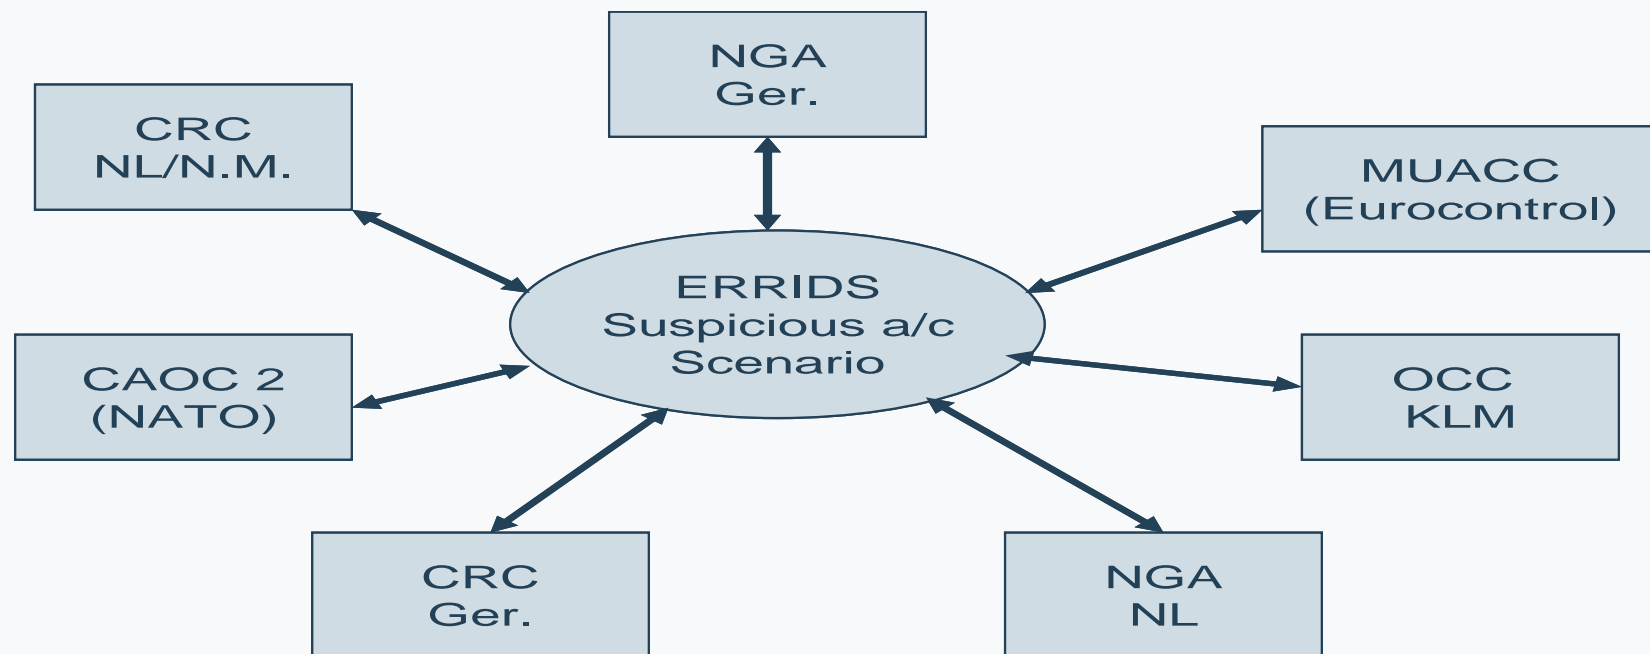 NGA
Ger.
CRC
NL/N.M.
MUACC
(Eurocontrol)
ERRIDS
Suspicious a/c
Scenario
CAOC 2
(NATO)
OCC
KLM
CRC
Ger.
NGA
NL